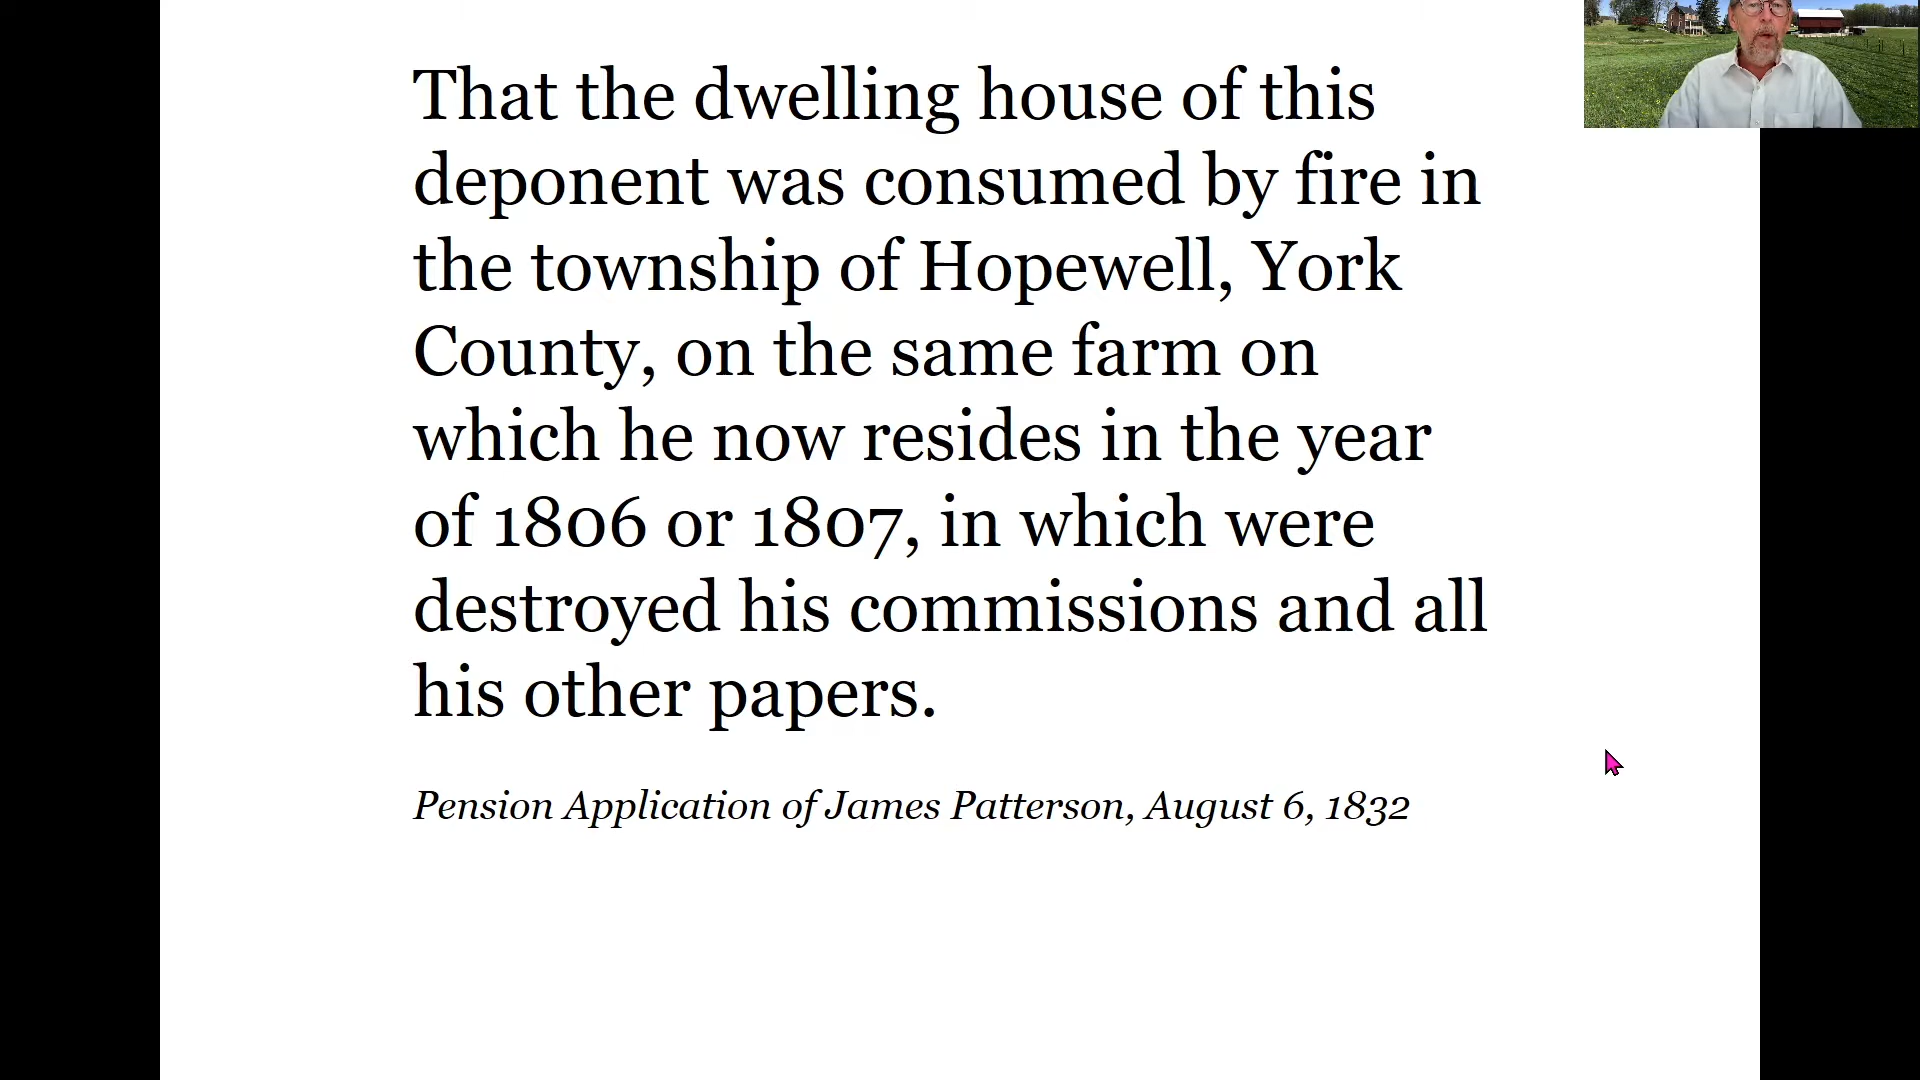 That the dwelling house of this
deponent was consumed by fire in
the township of Hopewell, York
County, on the same farm on
which he now resides in the year
of 1806 or 1807, in which were
destroyed his commissions and all
his other papers.
Pension Application of James Patterson, August 6, 1832